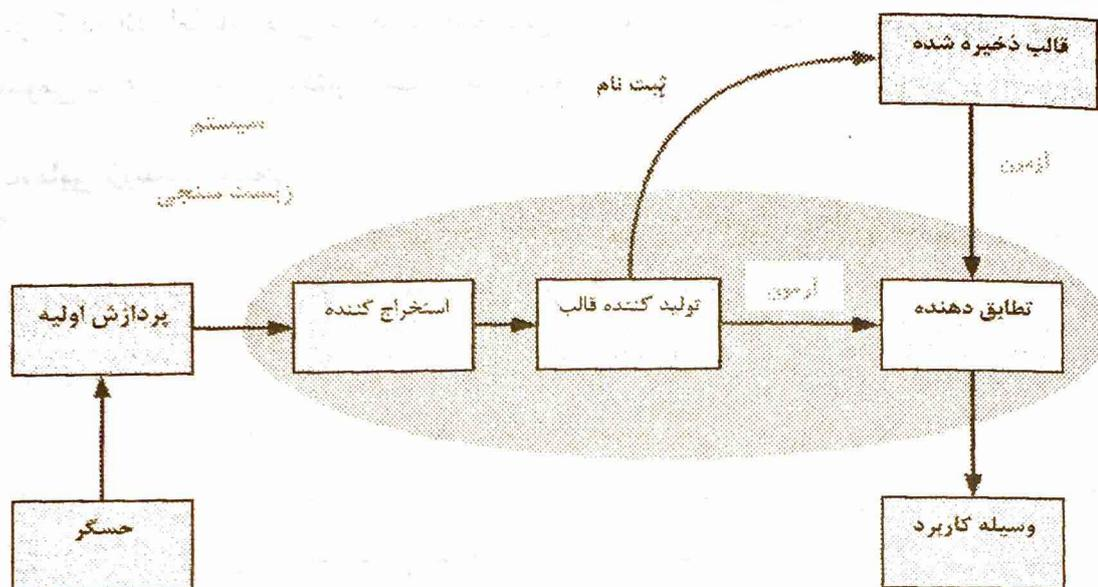 قالب ذخیره شده
ثبت نام
سیستم
آزمون
زیست سنجی
پردازش اولیه
استخراج کننده
تولید کننده قالب
آزمون
تطابق دهنده
حسگر
وسیله کاربرد